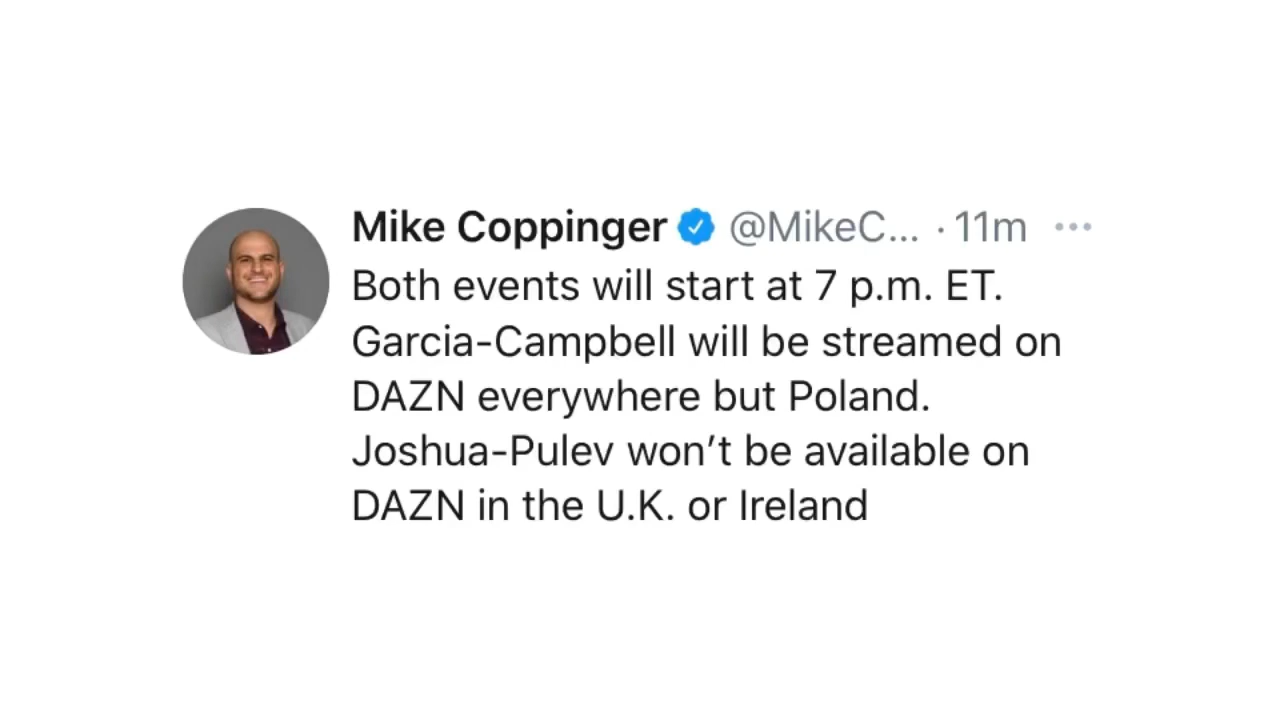 Mike Coppinger @MikeC... · 11m ...
Both events will start at 7 p.m. ET.
Garcia-Campbell will be streamed on
DAZN everywhere but Poland.
Joshua-Pulev won’t be available on
DAZN in the U.K. or Ireland